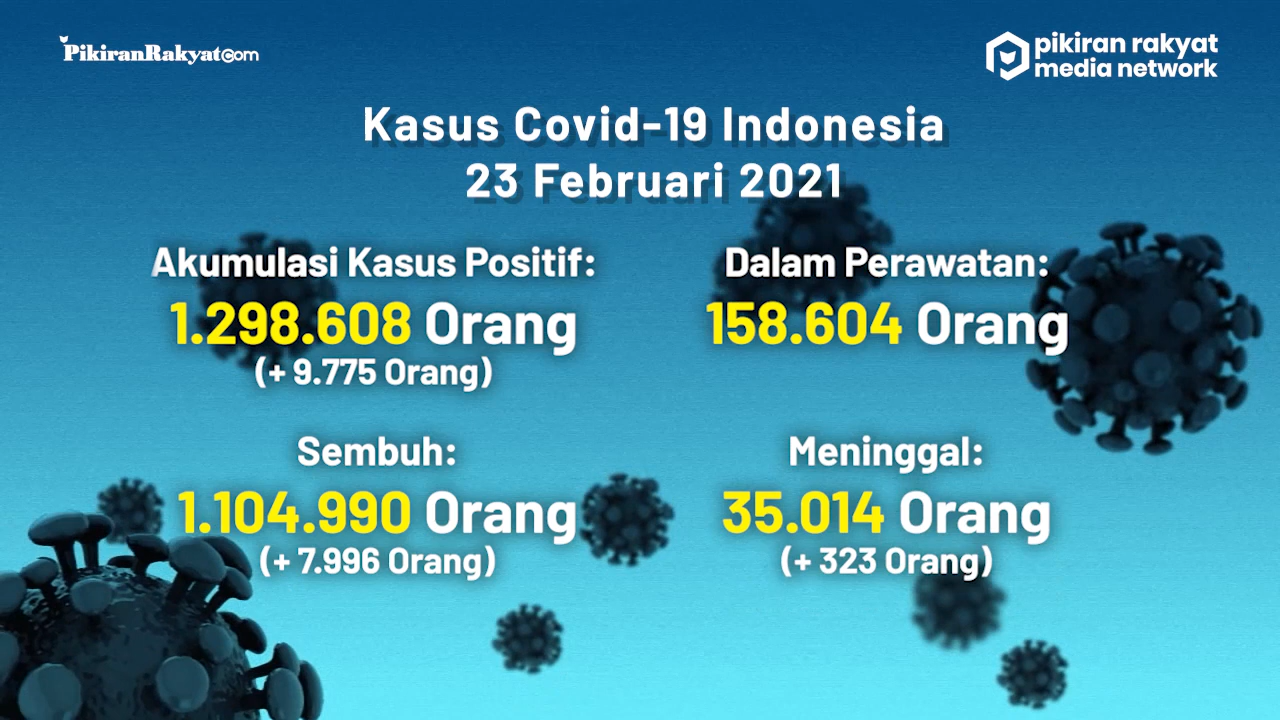 PikiranRakyatcom
pikiran rakyat
media network
Kasus Covid-19 Indonesia
23 Februari 2021
Akumulasi Kasus Positif:
1.298.608 Orang
(+ 9.775 Orang)
Dalam Perawatan:
158.604 Orang
Sembuh:
1.104.990 Orang
(+ 7.996 Orang)
Meninggal:
35.014 Orang
(+ 323 Orang)